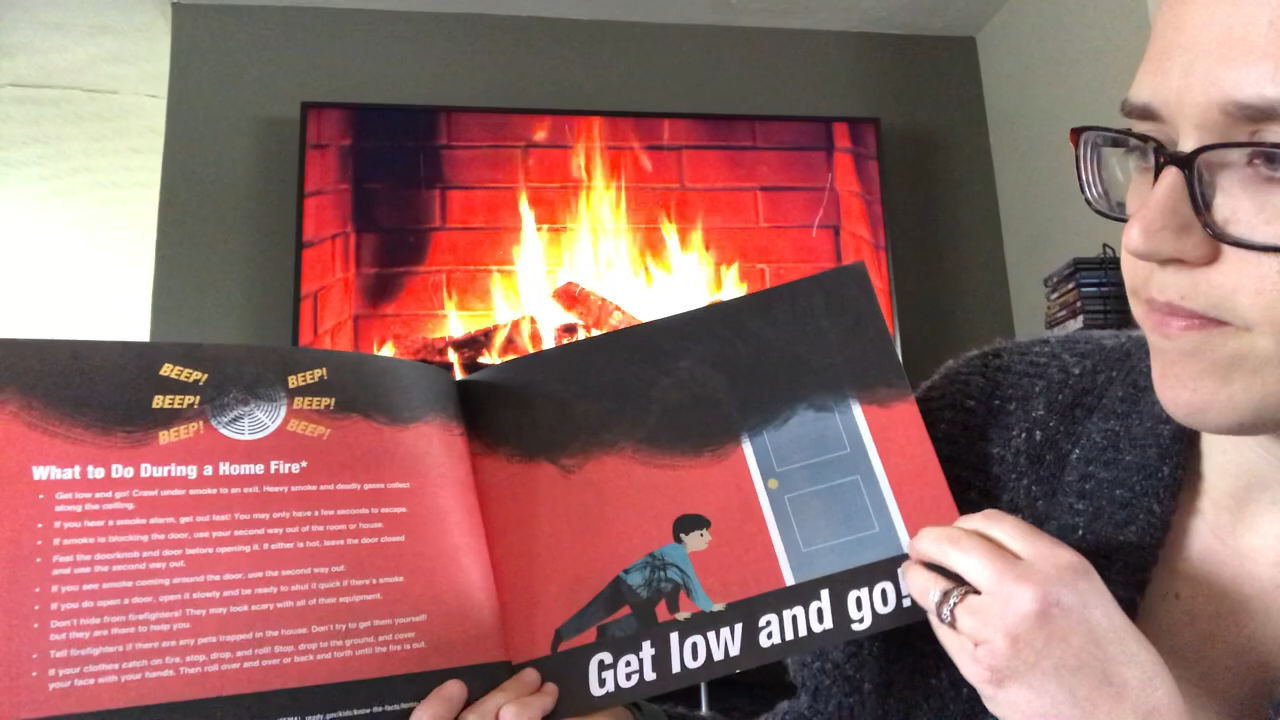 BEEP!
BEEP!
BEEP!
BEEP!
BEEP!
BEEP!
What to Do During a Home Fire*
• Get low and go! Crawl under smoke to an exit. Heavy smoke and deadly gases collect
along the ceiling.
• If you hear a smoke alarm, get out fast! You may only have a few seconds to escape.
• If smoke is blocking the door, use your second way out of the room or house.
• Feel the doorknob and door before opening it. If either is hot, leave the door closed
and use the second way out.
• If you see smoke coming around the door, use the second way out.
• If you do open a door, open it slowly and be ready to shut it quick if there's smoke.
• Don't hide from firefighters! They may look scary with all of their equipment,
but they are there to help you.
• Tell firefighters if there are any pets trapped in the house. Don't try to get them yourself!
• If your clothes catch on fire, stop, drop, and roll! Stop, drop to the ground, and cover
your face with your hands. Then roll over and over or back and forth until the fire is out.
ready.gov/kids/know-the-facts/home
Get low and go!